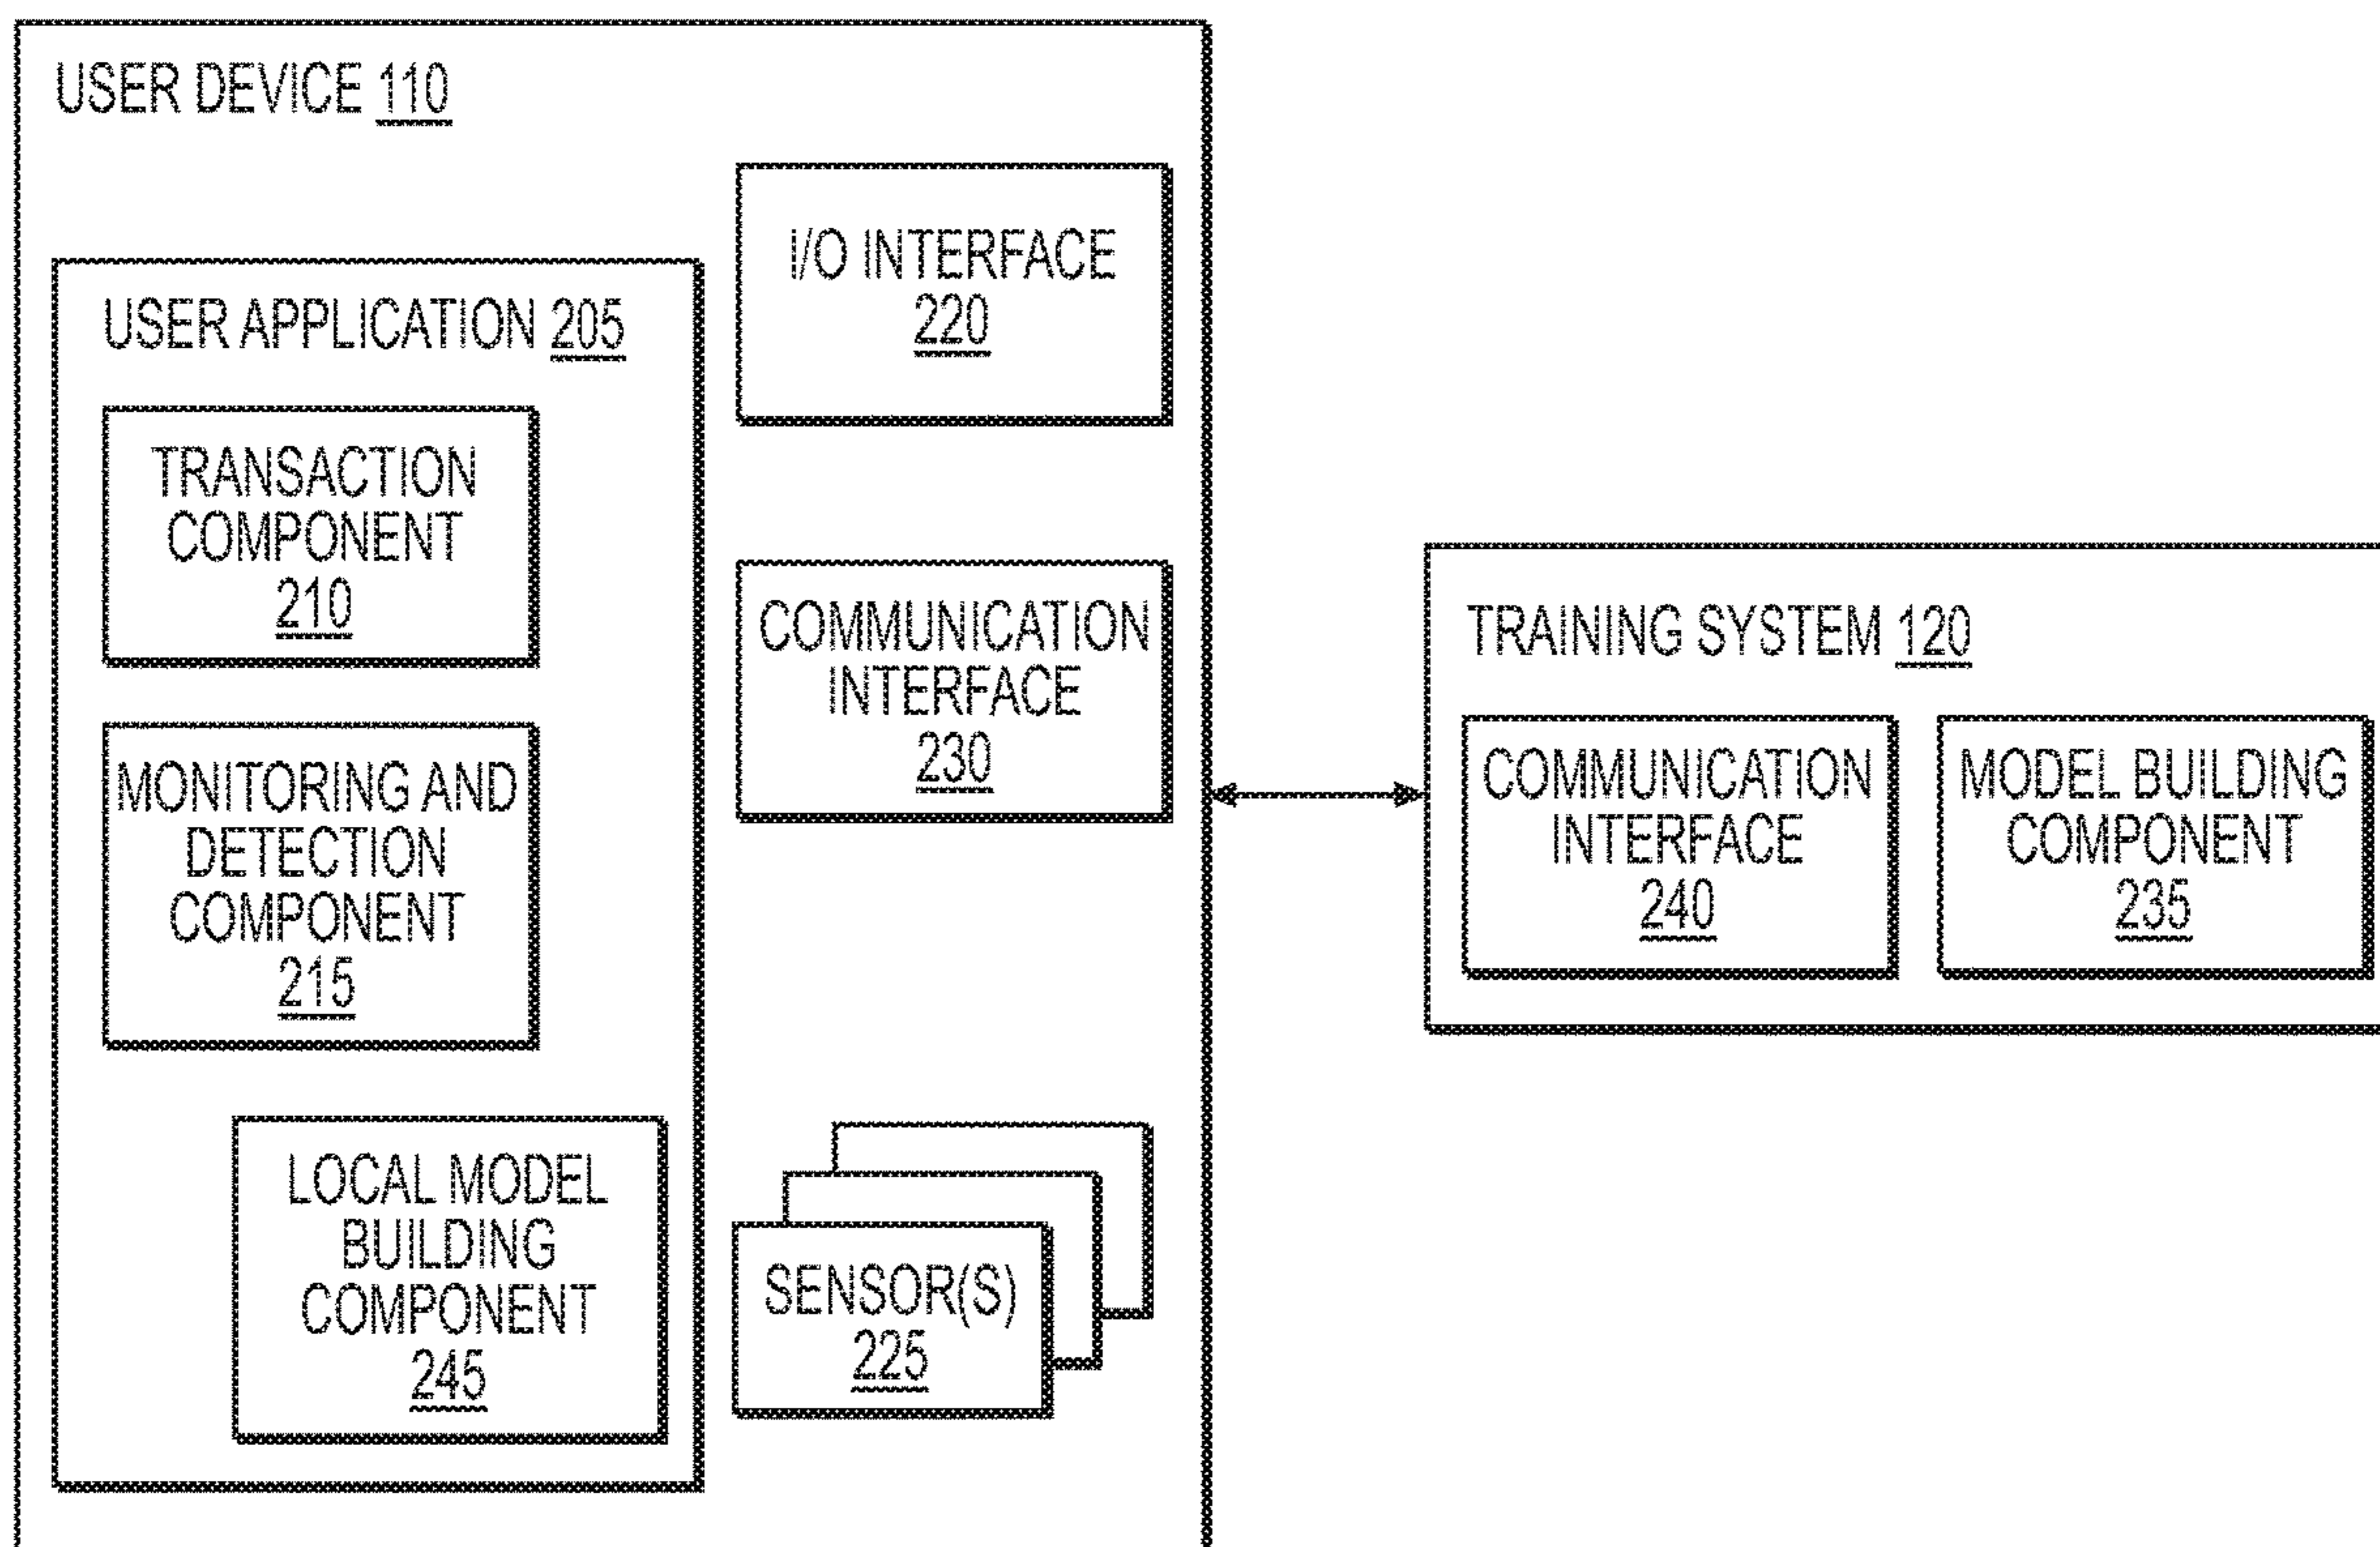 USER DEVICE 110
USER APPLICATION 205
TRANSACTION
COMPONENT
210
MONITORING AND
DETECTION
COMPONENT
215
LOCAL MODEL
BUILDING
COMPONENT
245
I/O INTERFACE
220
COMMUNICATION
INTERFACE
230
SENSOR(S)
225
TRAINING SYSTEM 120
COMMUNICATION
INTERFACE
240
MODEL BUILDING
COMPONENT
235